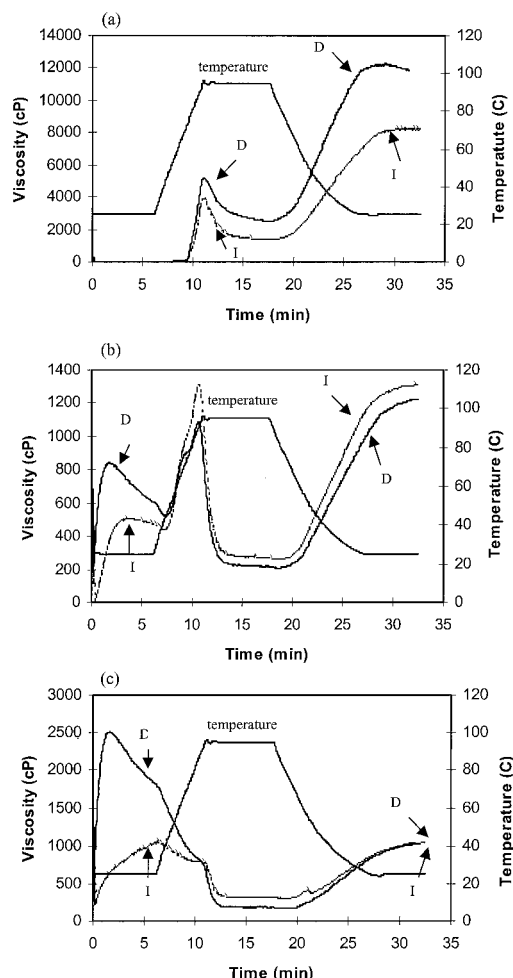 (a)
14000
12000
10000
8000
6000
4000
2000
0
Viscosity (cP)
temperature
D
D
I
I
120
100
80
60
40
20
0
Temperatute (C)
0 5 10 15 20 25 30 35
Time (min)
(b)
1400
1200
1000
800
600
400
200
0
Viscosity (cP)
D
I
temperature
I
D
120
100
80
60
40
20
0
Temperature (C)
0 5 10 15 20 25 30 35
Time (min)
(c)
3000
2500
2000
1500
1000
500
0
Viscosity (cP)
D
I
temperature
D
I
120
100
80
60
40
20
0
Temperature (C)
0 5 10 15 20 25 30 35
Time (min)